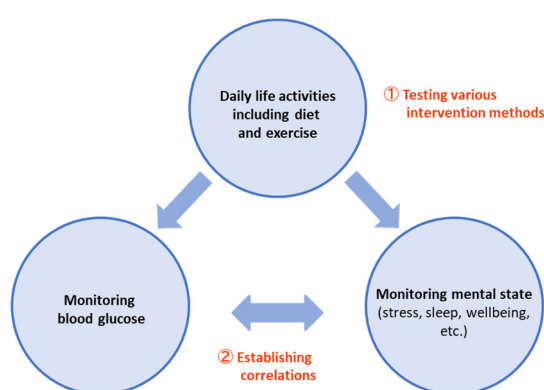 Daily life activities
including diet
and exercise
① Testing various
intervention methods
Monitoring
blood glucose
Monitoring mental state
(stress, sleep, wellbeing,
etc.)
② Establishing
correlations